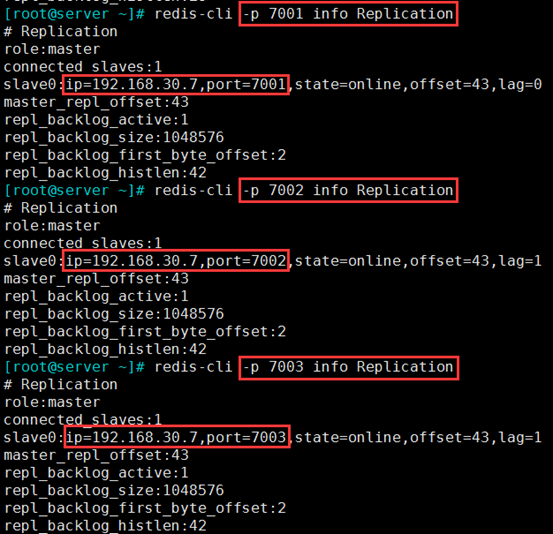 [root@server ~]# redis-cli -p 7001 info Replication
# Replication
role:master
connected_slaves:1
slave0:ip=192.168.30.7,port=7001,state=online,offset=43,lag=0
master_repl_offset:43
repl_backlog_active:1
repl_backlog_size:1048576
repl_backlog_first_byte_offset:2
repl_backlog_histlen:42
[root@server ~]# redis-cli -p 7002 info Replication
# Replication
role:master
connected_slaves:1
slave0:ip=192.168.30.7,port=7002,state=online,offset=43,lag=1
master_repl_offset:43
repl_backlog_active:1
repl_backlog_size:1048576
repl_backlog_first_byte_offset:2
repl_backlog_histlen:42
[root@server ~]# redis-cli -p 7003 info Replication
# Replication
role:master
connected_slaves:1
slave0:ip=192.168.30.7,port=7003,state=online,offset=43,lag=1
master_repl_offset:43
repl_backlog_active:1
repl_backlog_size:1048576
repl_backlog_first_byte_offset:2
repl_backlog_histlen:42